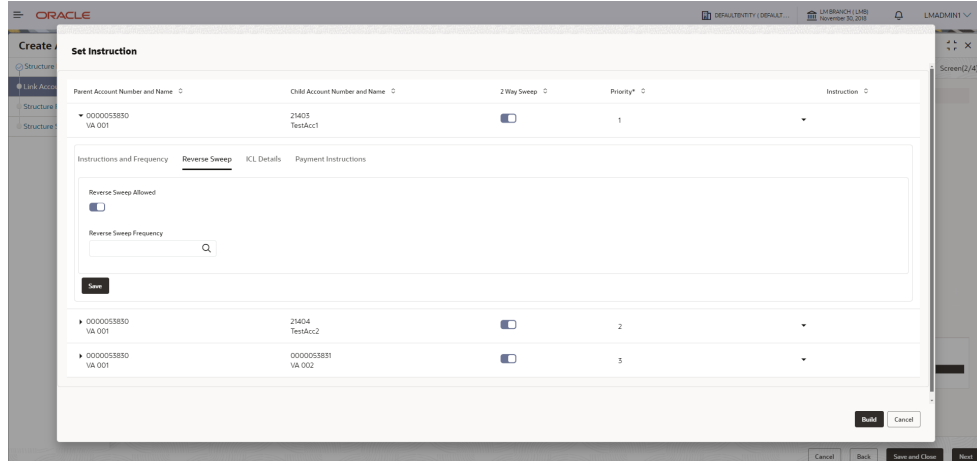 ORACLE
DEFAULTENTITY ( DEFAULT....
LM BRANCH ( LMB)
November 30, 2018
LMADMIN1
Create
Structure
Screen(2/4)
Link Accou
Structure
Structure
Set Instruction
Parent Account Number and Name Child Account Number and Name 2 Way Sweep Priority* Instruction
0000053830 21403 1
VA 001 TestAcc1
Instructions and Frequency Reverse Sweep ICL Details Payment Instructions
Reverse Sweep Allowed
Reverse Sweep Frequency
Save
0000053830 21404 2
VA 001 TestAcc2
0000053830 0000053831 3
VA 001 VA 002
Build Cancel
Cancel Back Save and Close Next